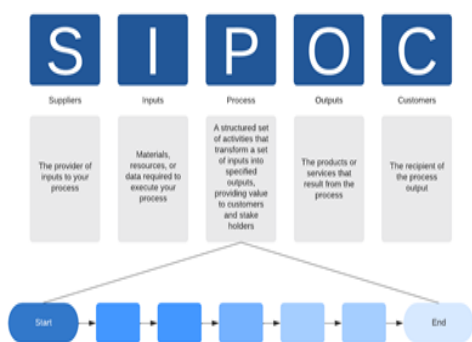 S I P O C
Suppliers
Inputs
Process
Outputs
Customers
The provider of
inputs to your
process
Materials,
resources, or
data required to
execute your
process
A structured set
of activities that
transform a set
of inputs into
specified
outputs,
providing value
to customers
and stake
holders
The products or
services that
result from the
process
The recipient of
the process
output
Start
End